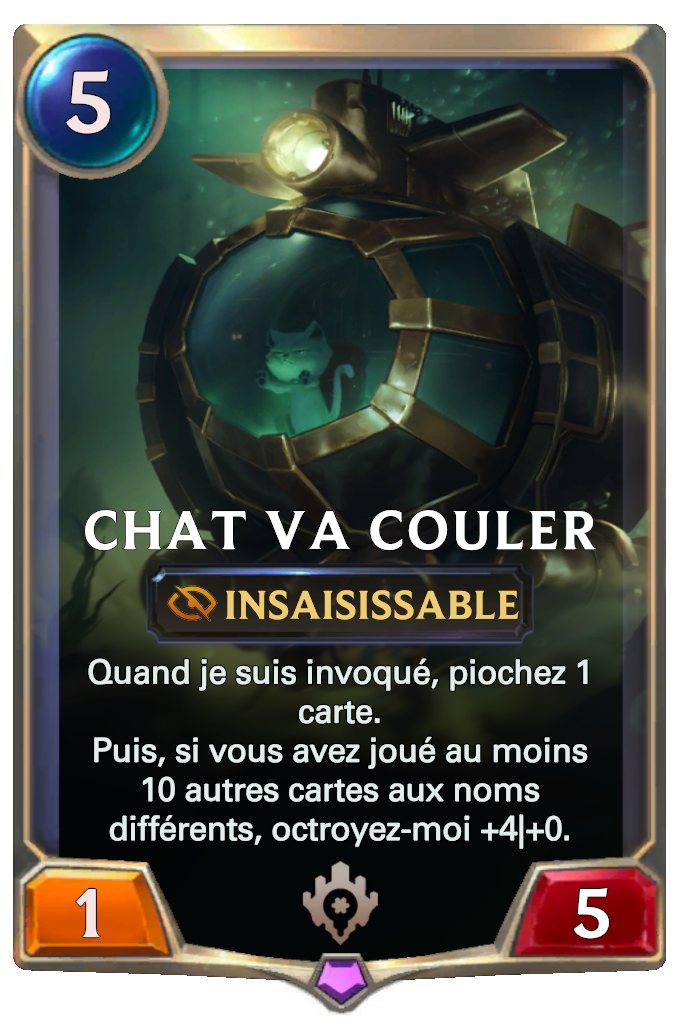 5
CHAT VA COULER
INSAISISSABLE
Quand je suis invoqué, piochez 1
carte.
Puis, si vous avez joué au moins
10 autres cartes aux noms
différents, octroyez-moi +4|+0.
1
5